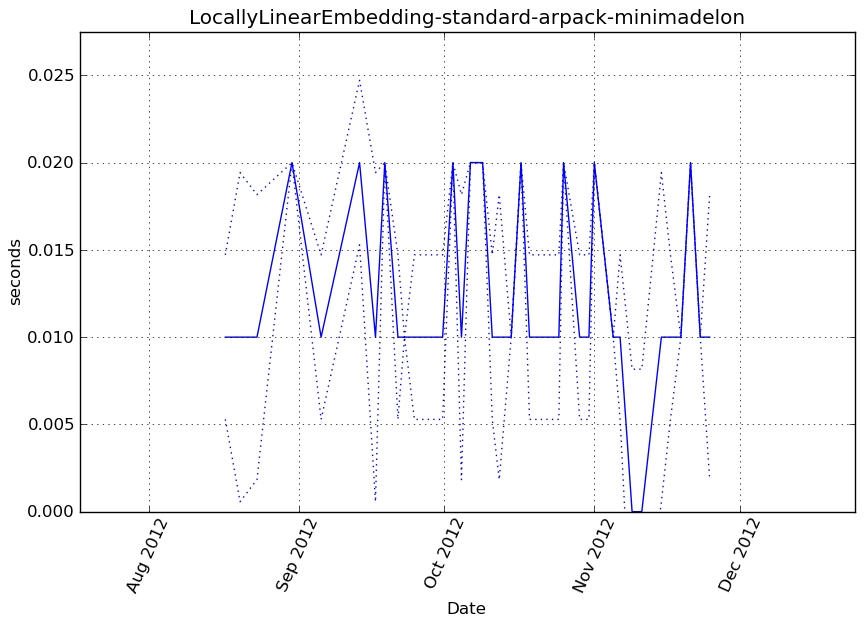 LocallyLinearEmbedding-standard-arpack-minimadelon
0.025
0.020
0.015
0.010
0.005
0.000
seconds
Aug 2012
Sep 2012
Oct 2012
Nov 2012
Dec 2012
Date